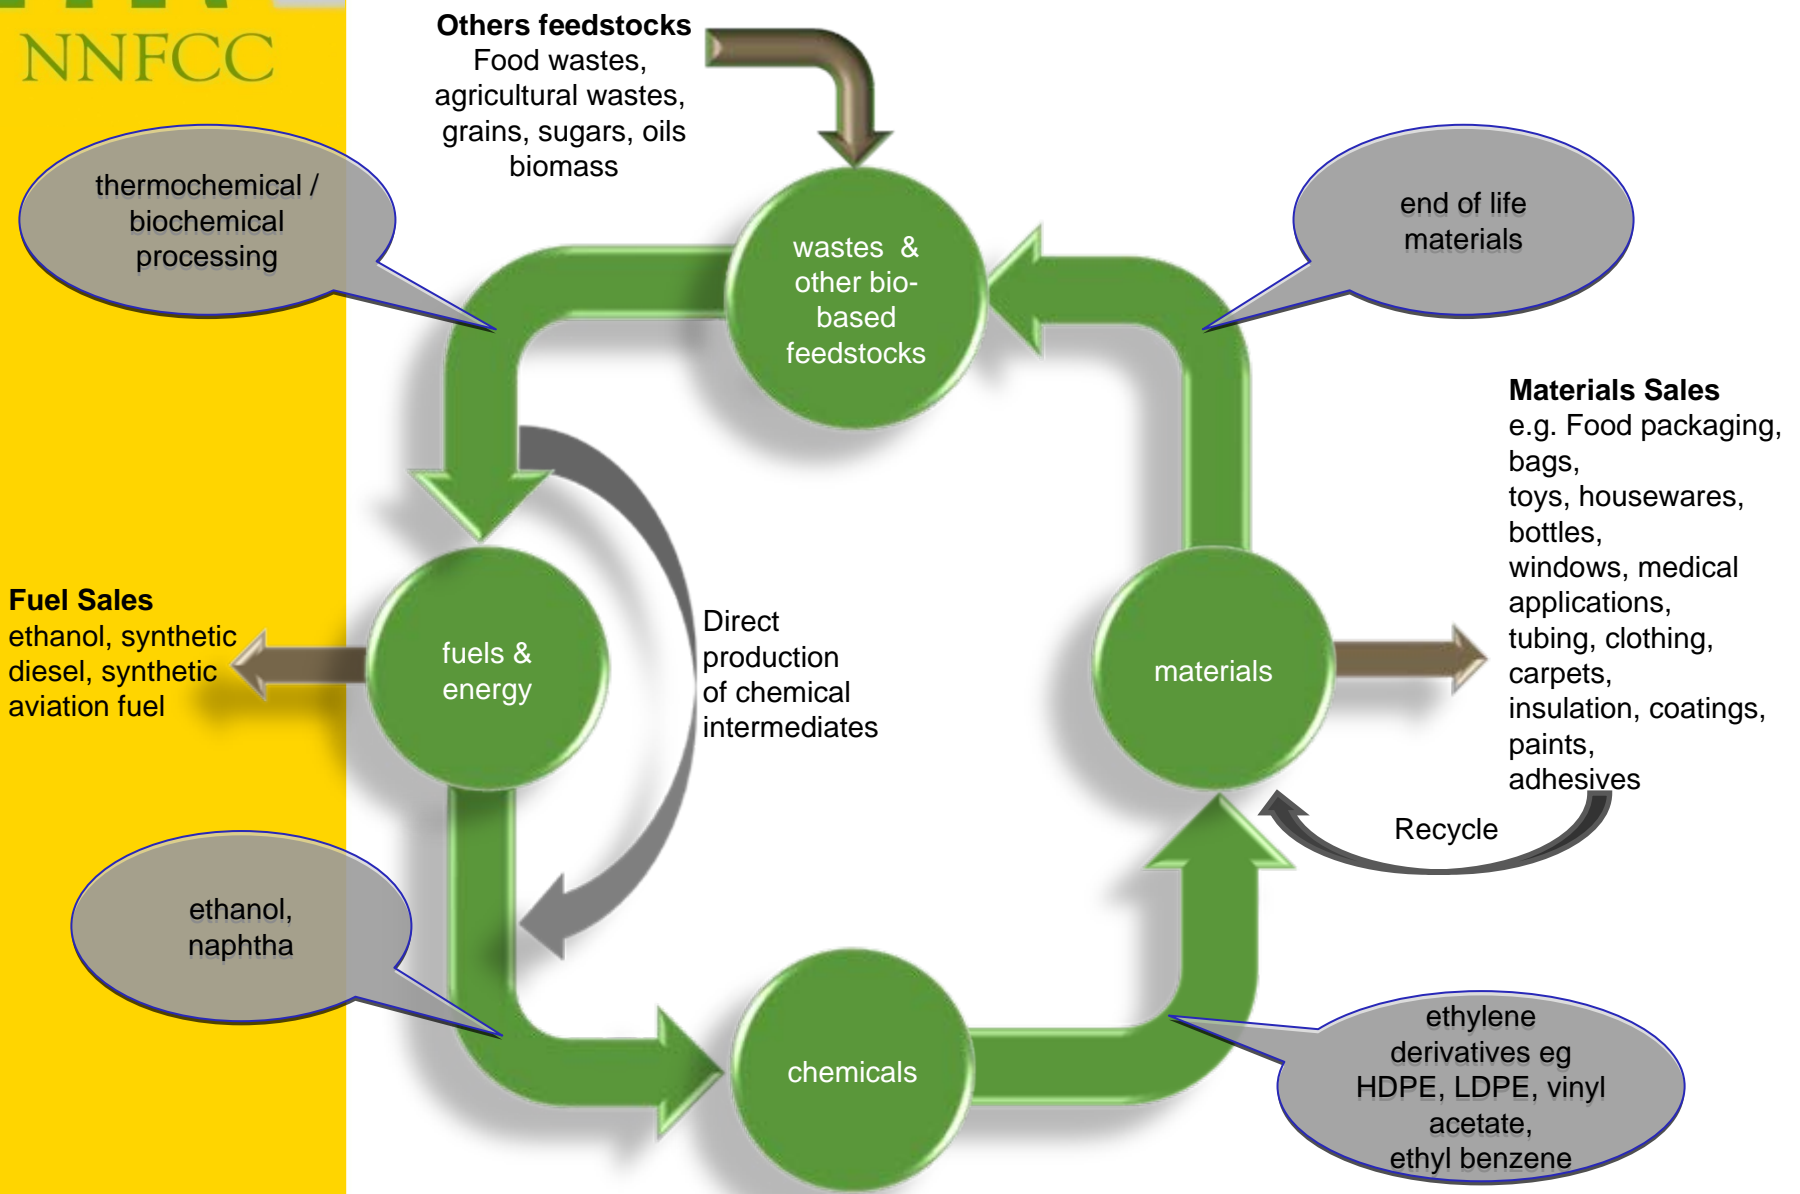 NNFCC
Others feedstocks
Food wastes,
agricultural wastes,
grains, sugars, oils
biomass
thermochemical /
biochemical
processing
wastes & 
other bio-
based
feedstocks
end of life
materials
Materials Sales
e.g. Food packaging,
bags,
toys, housewares,
bottles,
windows, medical
applications,
tubing, clothing,
carpets,
insulation, coatings,
paints,
adhesives
Fuel Sales
ethanol, synthetic
diesel, synthetic
aviation fuel
fuels &
energy
Direct
production
of chemical
intermediates
materials
Recycle
ethanol,
naphtha
chemicals
ethylene
derivatives eg
HDPE, LDPE, vinyl
acetate,
ethyl benzene